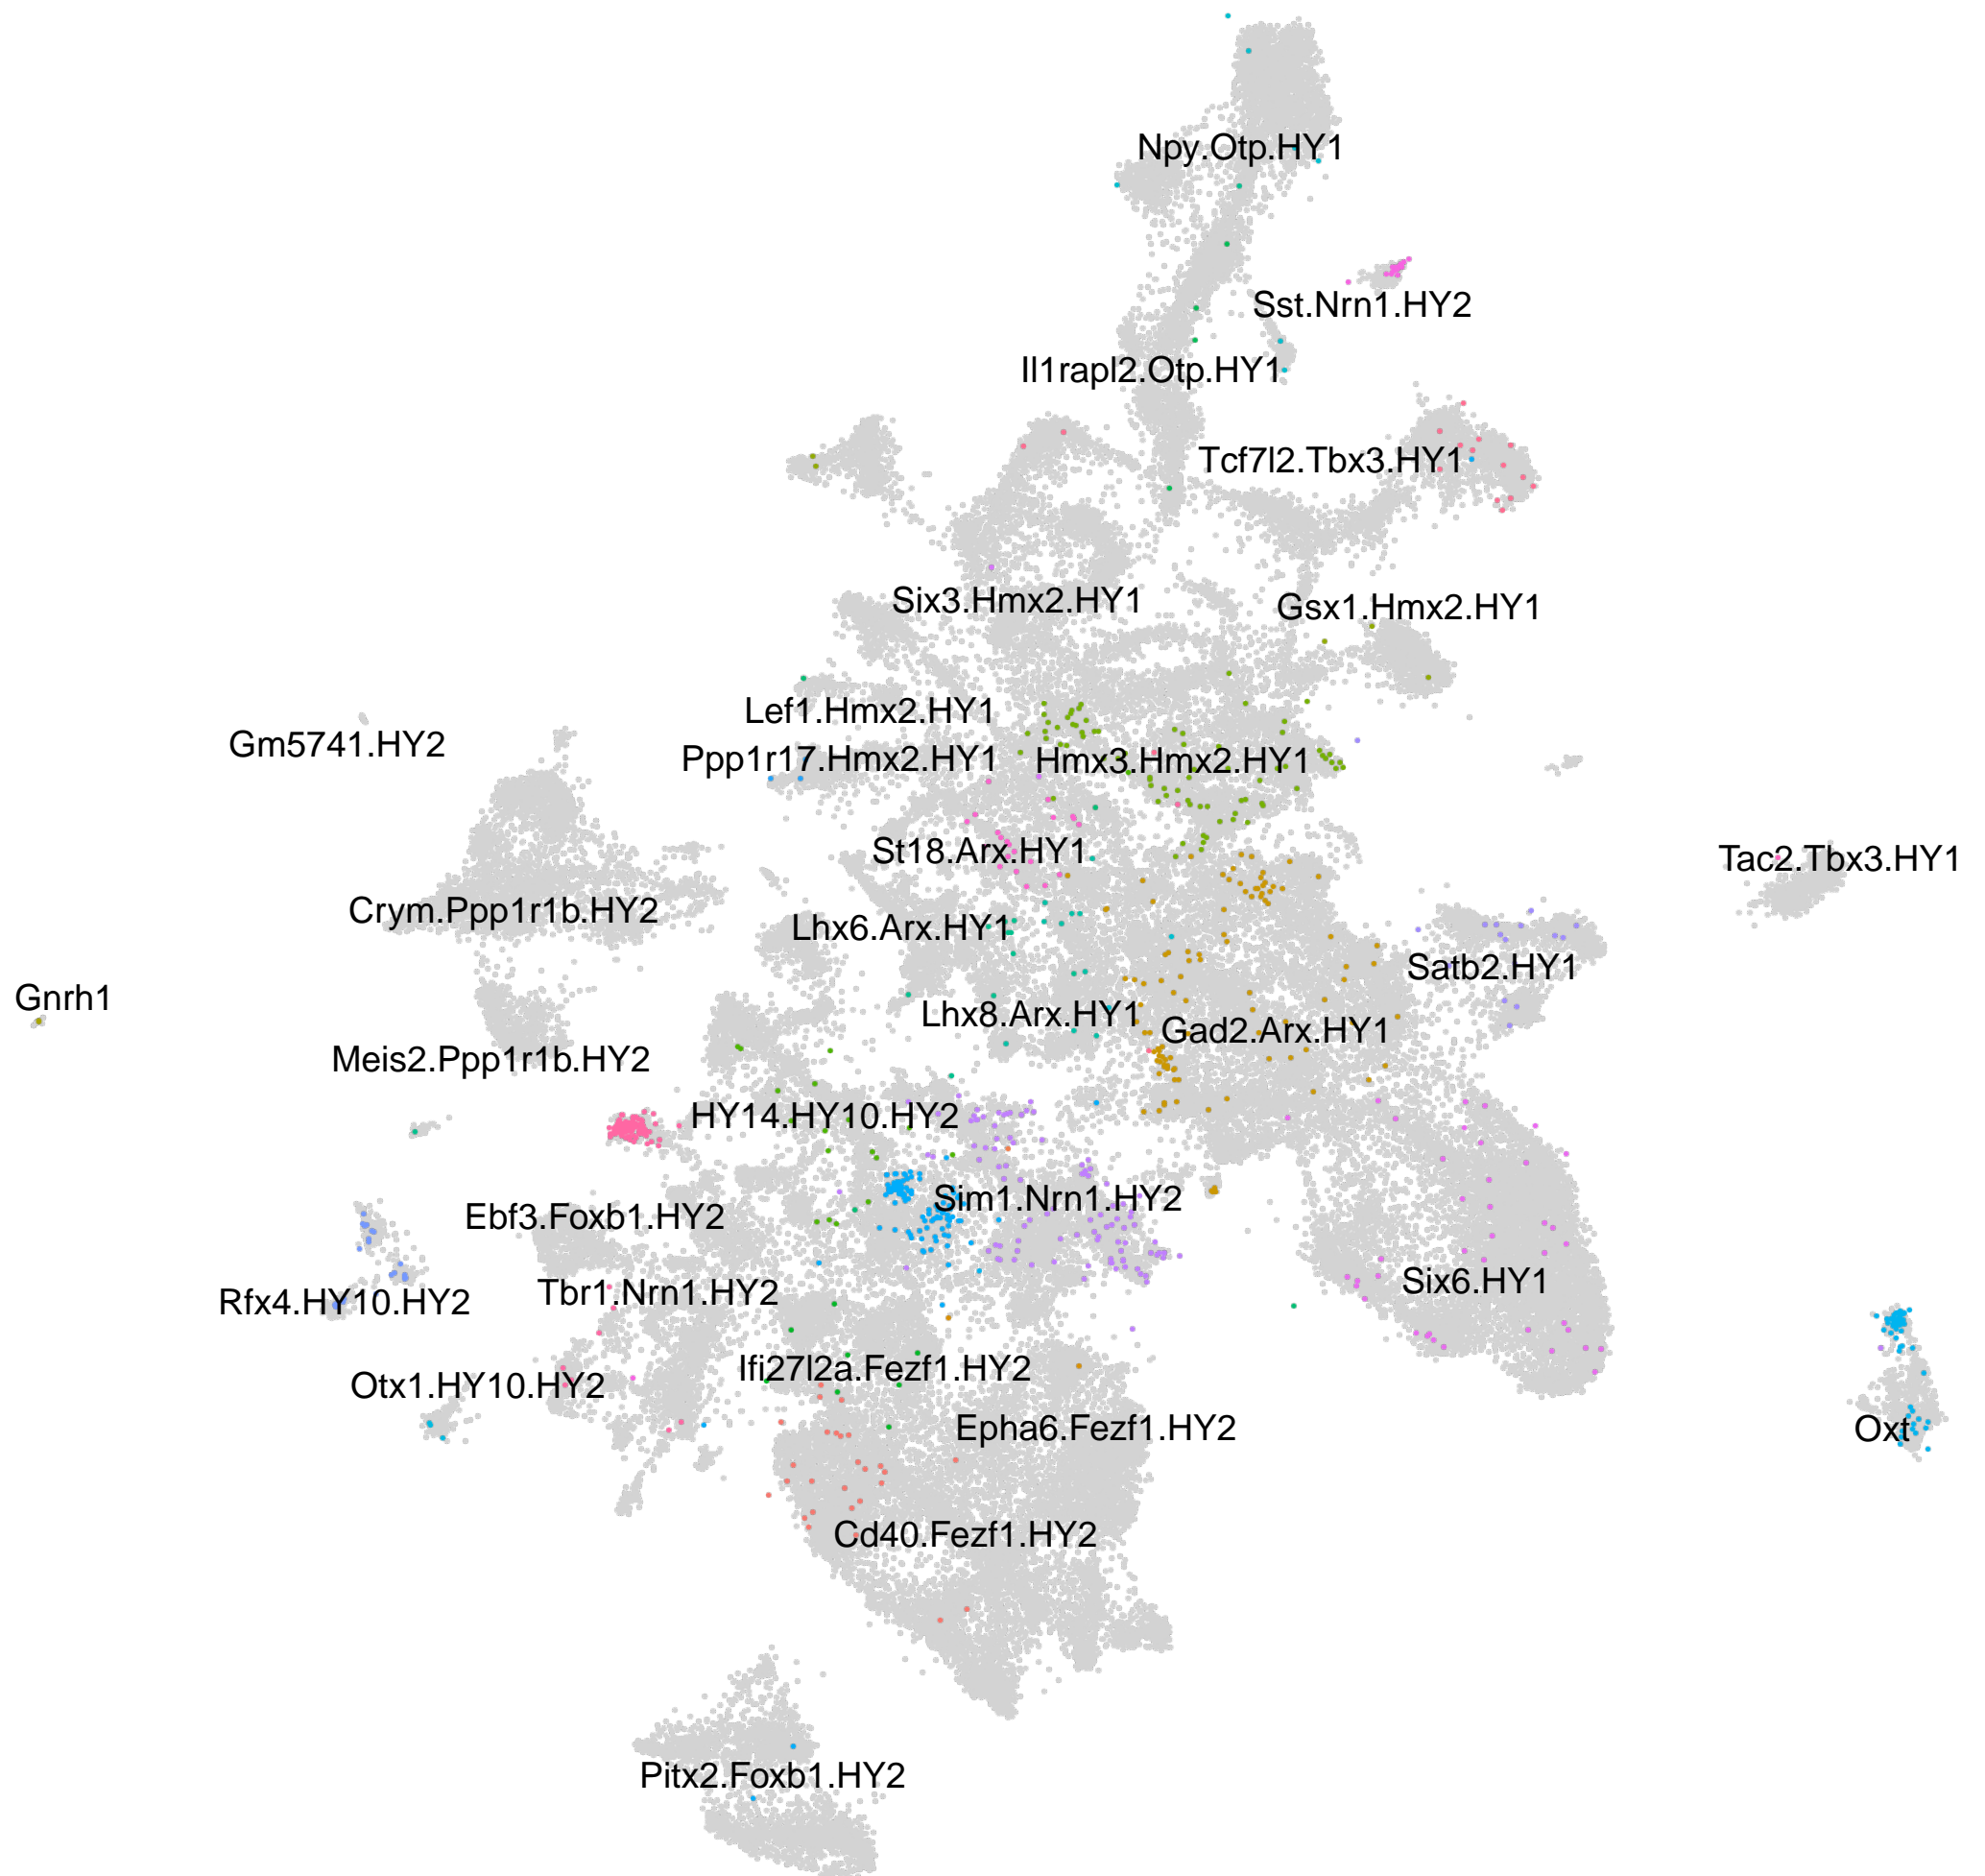 Npy.Otp.HY1
Sst.Nrn1.HY2
Il1rapl2.Otp.HY1
Tcf7l2.Tbx3.HY1
Six3.Hmx2.HY1
Gsx1.Hmx2.HY1
Lef1.Hmx2.HY1
Gm5741.HY2
Ppp1r17.Hmx2.HY1
Hmx3.Hmx2.HY1
St18.Arx.HY1
Tac2.Tbx3.HY1
Crym.Ppp1r1b.HY2
Lhx6.Arx.HY1
Satb2.HY1
Gnrh1
Lhx8.Arx.HY1
Gad2.Arx.HY1
Meis2.Ppp1r1b.HY2
HY14.HY10.HY2
Sim1.Nrn1.HY2
Ebf3.Foxb1.HY2
Six6.HY1
Tbr1.Nrn1.HY2
Rfx4.HY10.HY2
Ifi27l2a.Fezf1.HY2
Otx1.HY10.HY2
Epha6.Fezf1.HY2
Oxt
Cd40.Fezf1.HY2
Pitx2.Foxb1.HY2